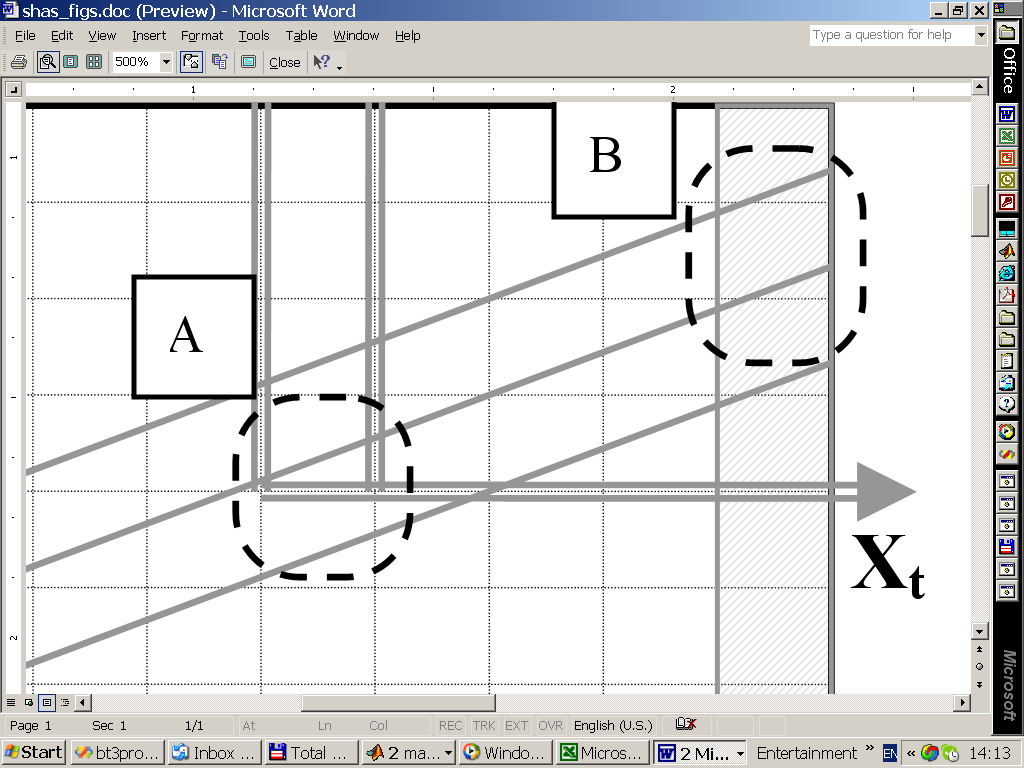 shas_figs.doc (Preview) - Microsoft Word
File Edit View Insert Format Tools Table Window Help
Type a question for help
500%
Close
1 2
1
2
A
B
Xt
Office
Microsoft
Page 1 Sec 1 1/1 At Ln Col REC TRK EXT OVR English (U.S.)
Start bt3pro... Inbox ... Total ... 2 ma... Windo... Micros... 2 Mi... Entertainment » EN « 14:13